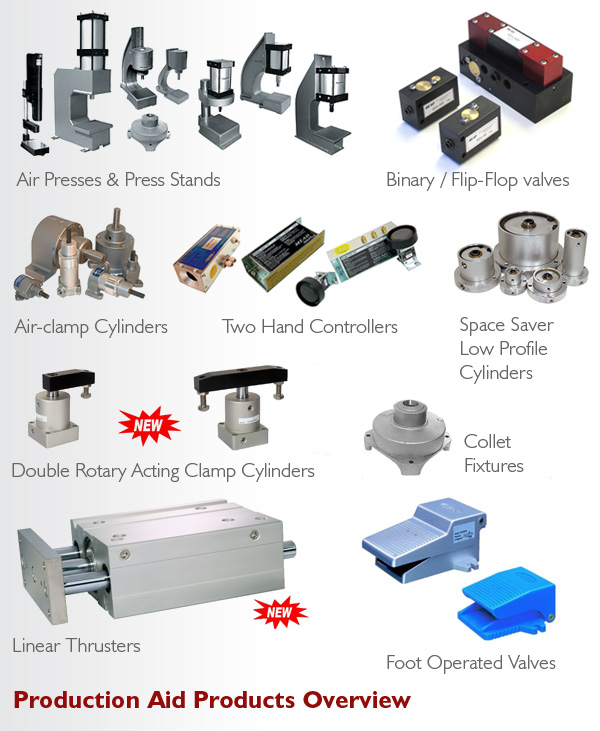 Air Presses & Press Stands
Binary / Flip-Flop valves
Air-clamp Cylinders
Two Hand Controllers
Space Saver
Low Profile
Cylinders
NEW
Double Rotary Acting Clamp Cylinders
Collet
Fixtures
NEW
Linear Thrusters
Foot Operated Valves
Production Aid Products Overview